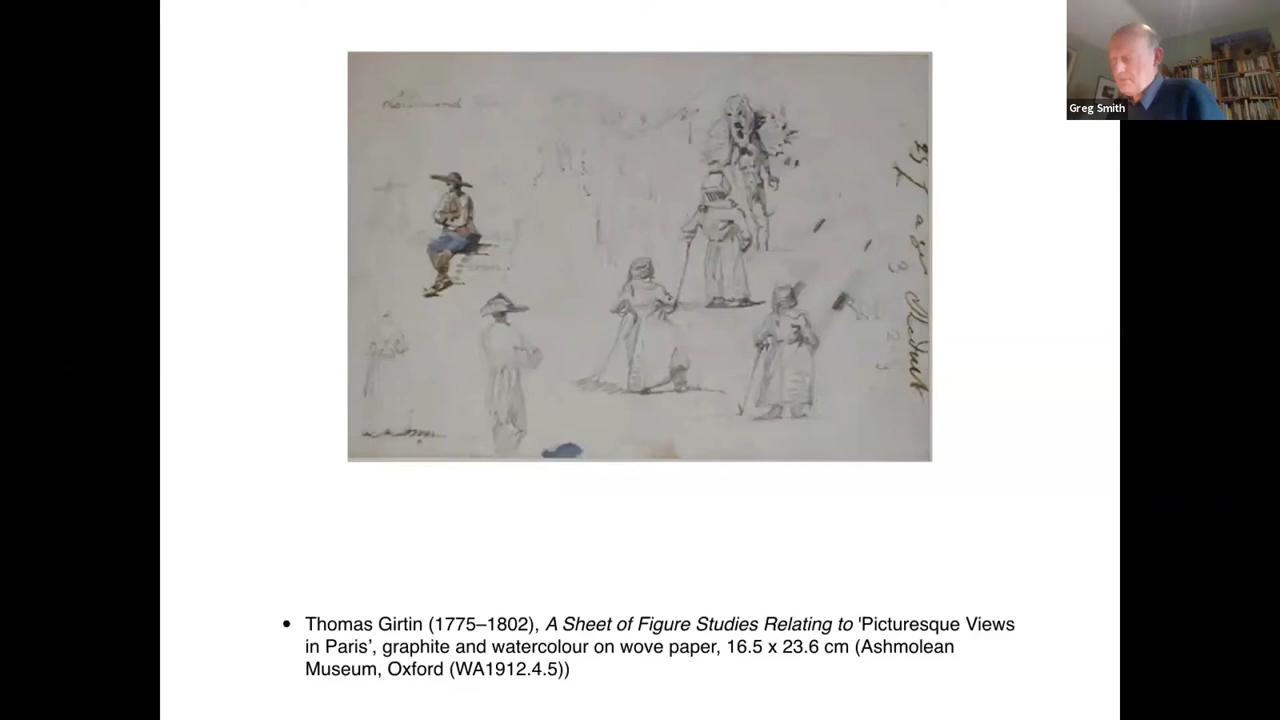 Greg Smith
• Thomas Girtin (1775–1802), A Sheet of Figure Studies Relating to 'Picturesque Views
in Paris’, graphite and watercolour on wove paper, 16.5 x 23.6 cm (Ashmolean
Museum, Oxford (WA1912.4.5))